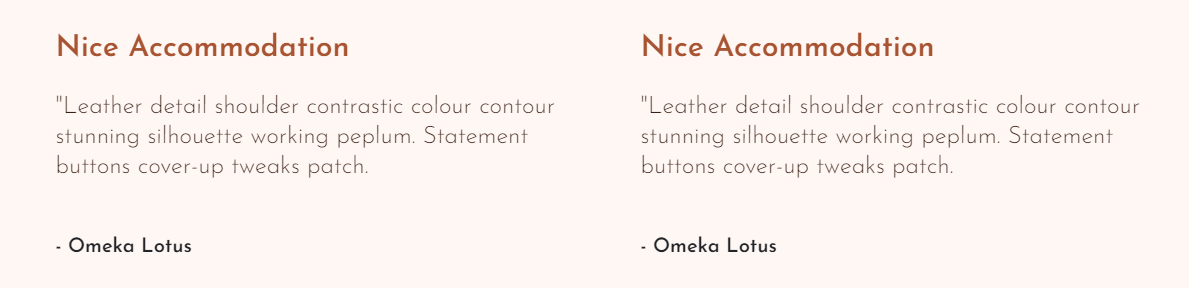 Nice Accommodation
"Leather detail shoulder contrastic colour contour
stunning silhouette working peplum. Statement
buttons cover-up tweaks patch.
- Omeka Lotus
Nice Accommodation
"Leather detail shoulder contrastic colour contour
stunning silhouette working peplum. Statement
buttons cover-up tweaks patch.
- Omeka Lotus